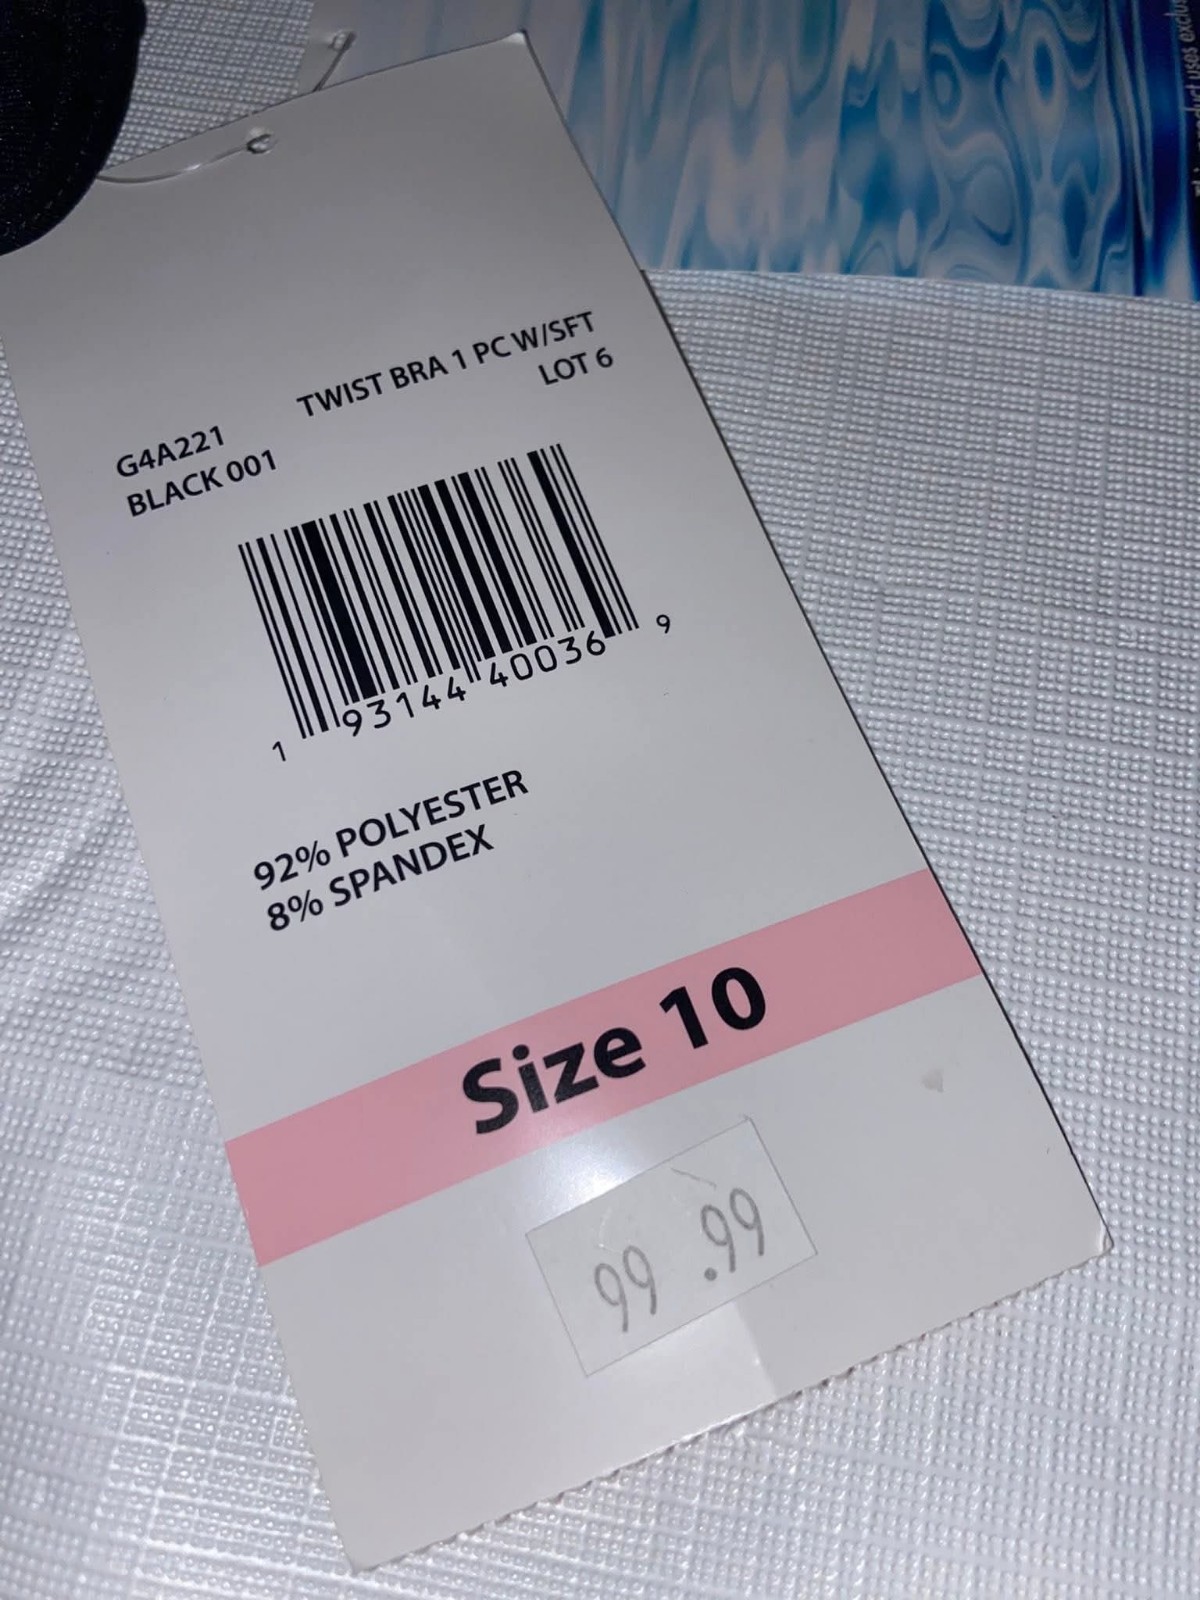 TWIST BRA 1 PC W/SFT
LOT 6
G4A221
BLACK 001
1 93144 40036 9
92% POLYESTER
8% SPANDEX
Size 10
99 .99